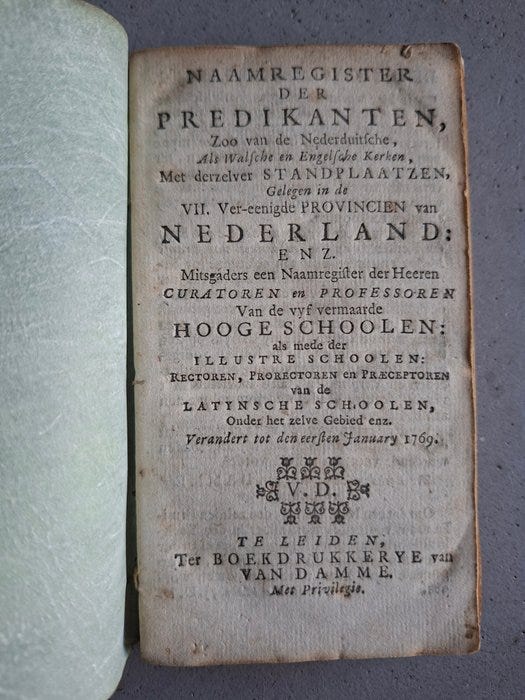 NAAMREGISTER
DER
PREDIKANTEN,
Zoo van de Nederduitsche,
Als Walsche en Engelsche Kerken,
Met derzelver STANDPLAATZEN,
Gelegen in de
VII. Ver-eenigde PROVINCIEN van
NEDERLAND:
ENZ.
Mitsgaders een Naamregister der Heeren
CURATOREN en PROFESSOREN
Van de vyf vermaarde
HOOGE SCHOOLEN:
als mede der
ILLUSTRE SCHOOLEN:
RECTOREN, PRORECTOREN en PRÆCEPTOREN
van de
LATYNSCHE SCHOOLEN,
Onder het zelve Gebied enz.
Verandert tot den eersten January 1769.
V. D.
TE LEIDEN,
Ter BOEKDRUKKERYE van
VAN DAMME.
Met Privilegie.